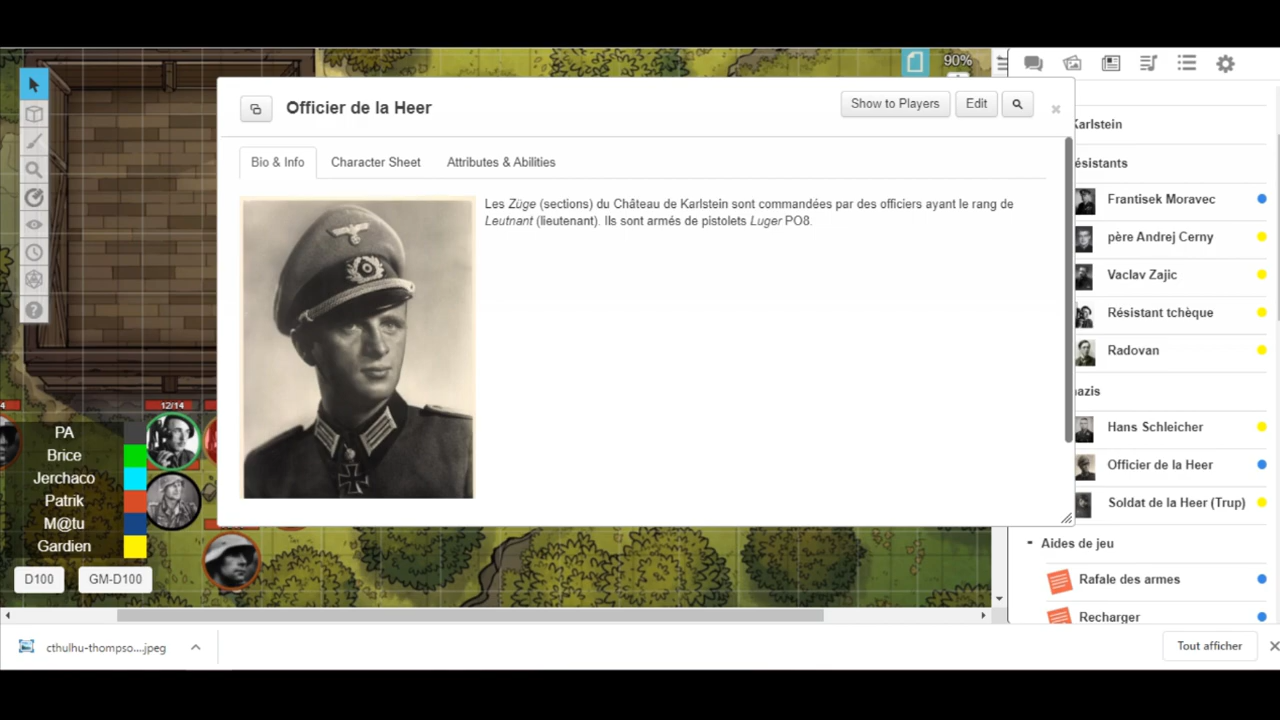 90%
Officier de la Heer
Show to Players
Edit
Bio & Info
Character Sheet
Attributes & Abilities
Les Züge (sections) du Château de Karlstein sont commandées par des officiers ayant le rang de
Leutnant (lieutenant). Ils sont armés de pistolets Luger PO8.
Karlstein
ésistants
Frantisek Moravec
père Andrej Cerny
Vaclav Zajic
Résistant tchèque
Radovan
nazis
Hans Schleicher
Officier de la Heer
Soldat de la Heer (Trup)
Aides de jeu
Rafale des armes
Recharger
4
12/14
PA
Brice
Jerchaco
Patrik
M@tu
Gardien
D100
GM-D100
cthulhu-thompso....jpeg
Tout afficher